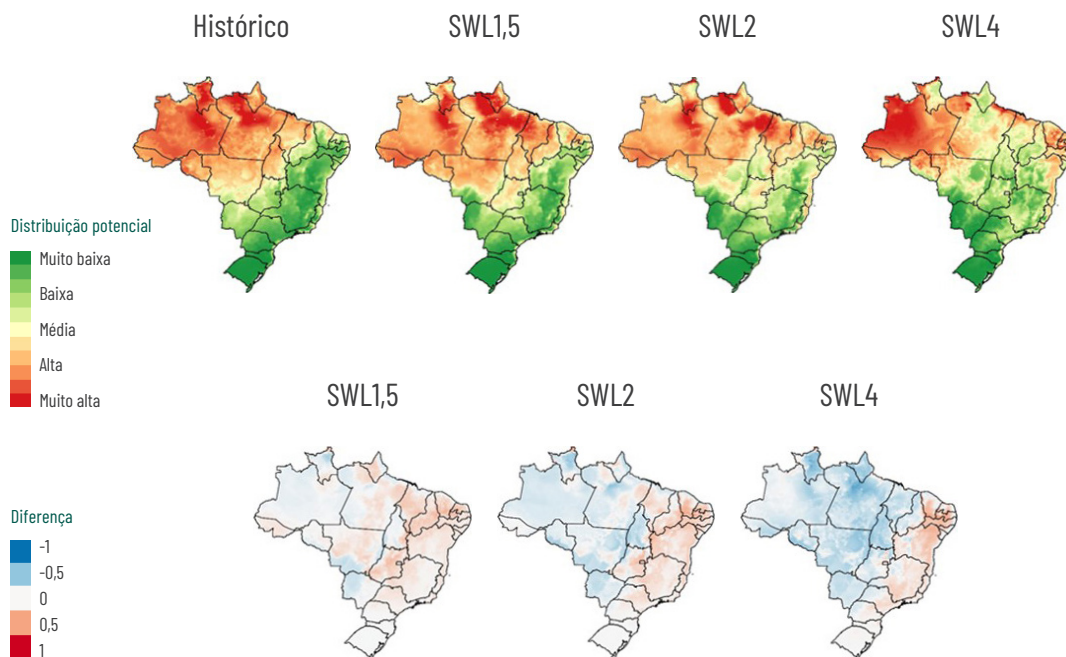 Histórico
SWL1,5
SWL2
SWL4
Distribuição potencial
Muito baixa
Baixa
Média
Alta
Muito alta
SWL1,5
SWL2
SWL4
Diferença
-1
-0,5
0
0,5
1